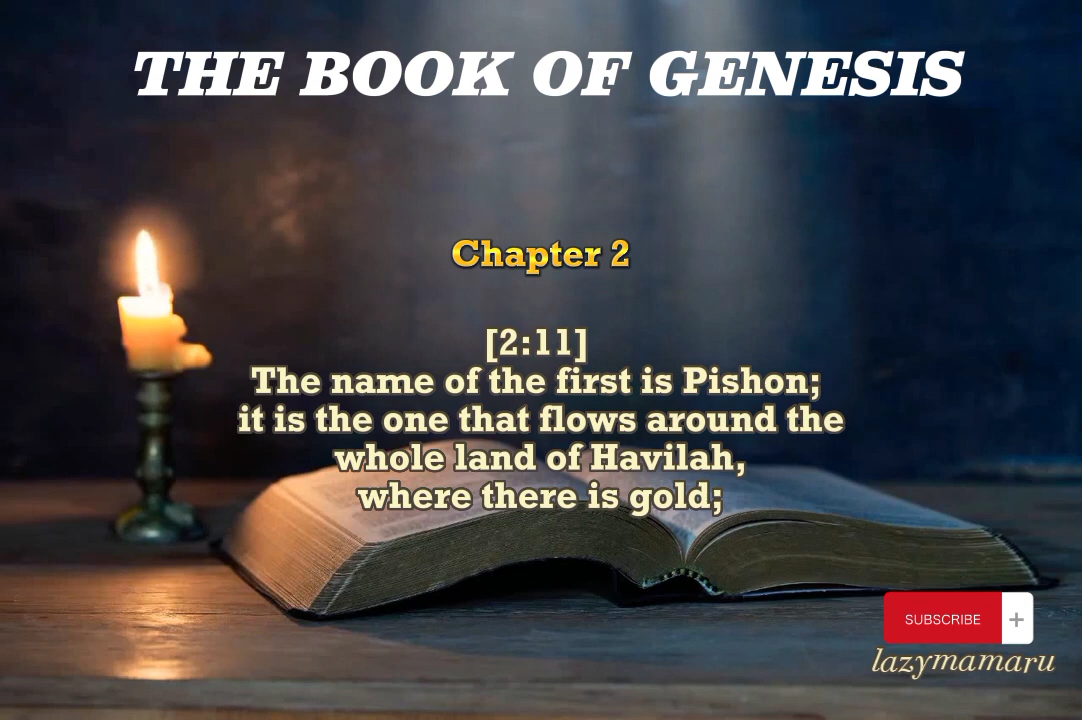 THE BOOK OF GENESIS
Chapter 2
[2:11]
The name of the first is Pishon;
it is the one that flows around the
whole land of Havilah,
where there is gold;
SUBSCRIBE +
lazymamaru